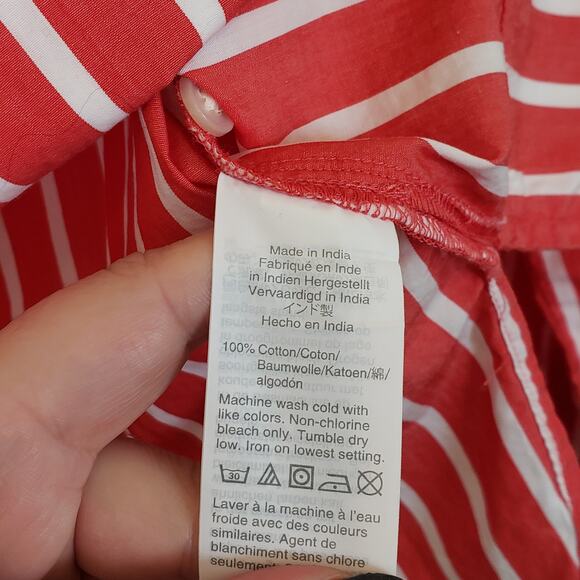 Made in India
Fabriqué en Inde
in Indien Hergestellt
Vervaardigd in India
インド製
Hecho en India
100% Cotton/Coton/
Baumwolle/Katoen/綿/
algodón
Machine wash cold with
like colors. Non-chlorine
bleach only. Tumble dry
low. Iron on lowest setting.
30
Laver à la machine à l'eau
froide avec des couleurs
similaires. Agent de
blanchiment sans chlore
seulement.